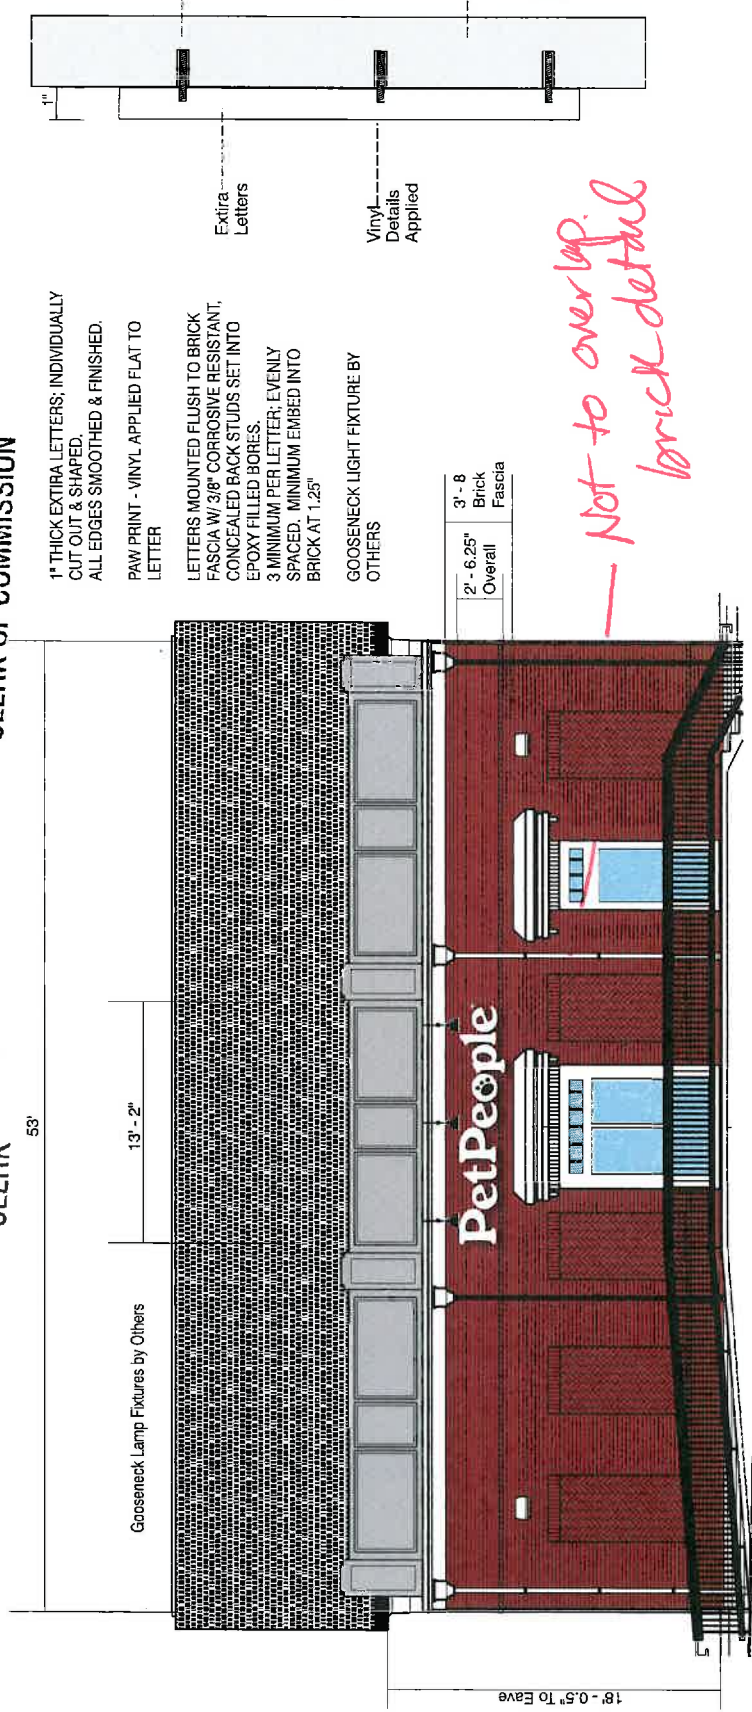 53'
13' - 2"
Gooseneck Lamp Fixtures by Others
PetPeople
18' - 0.5" To Eave
1" THICK EXTIRA LETTERS; INDIVIDUALLY
CUT OUT & SHAPED.
ALL EDGES SMOOTHED & FINISHED.
PAW PRINT - VINYL APPLIED FLAT TO
LETTER
LETTERS MOUNTED FLUSH TO BRICK
FASCIA W/ 3/8" CORROSIVE RESISTANT,
CONCEALED BACK STUDS SET INTO
EPOXY FILLED BORES.
3 MINIMUM PER LETTER; EVENLY
SPACED. MINIMUM EMBED INTO
BRICK AT 1.25"
GOOSENECK LIGHT FIXTURE BY
OTHERS
3' - 8
Brick
Fascia
2' - 6.25"
Overall
Not to overlap.
brick detail
1"
Extira
Letters
Vinyl
Details
Applied